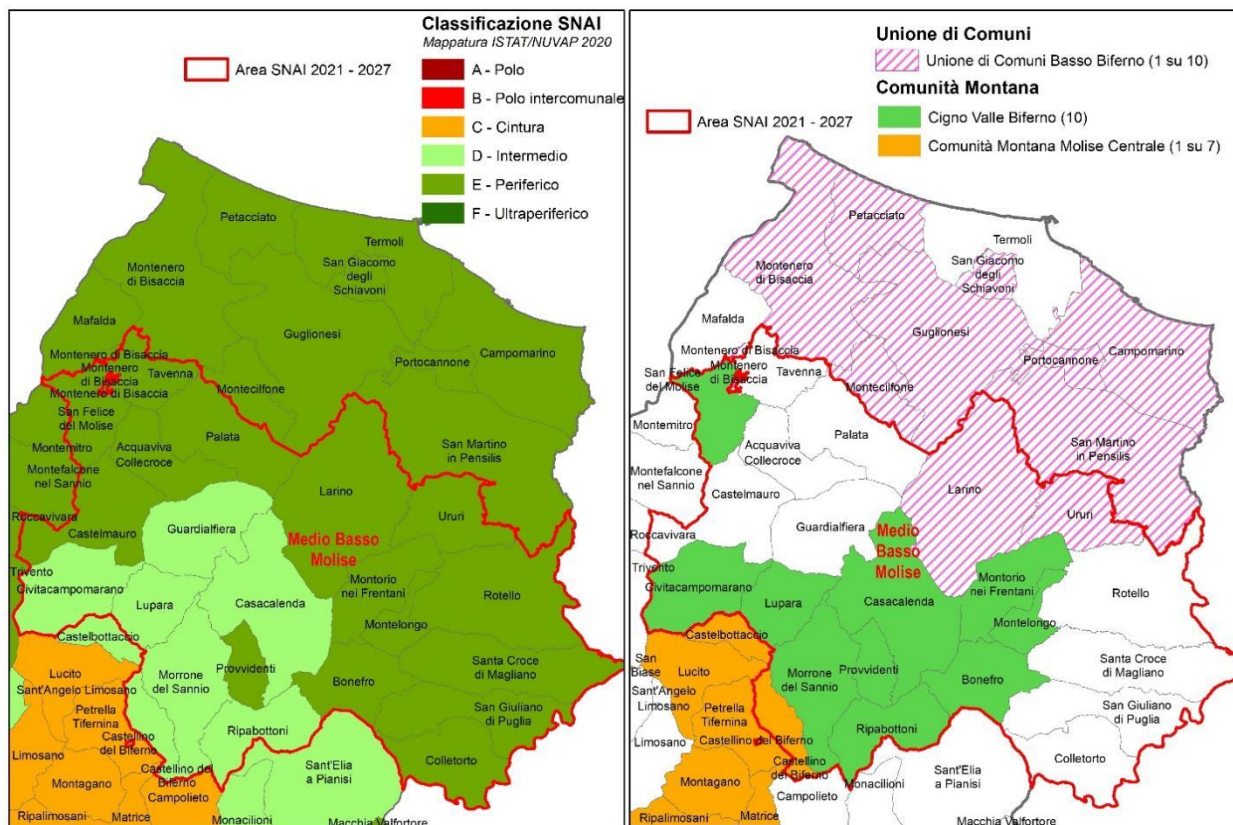 Classificazione SNAI
Mappatura ISTAT/NUVAP 2020
Area SNAI 2021 - 2027
A - Polo
B - Polo intercomunale
C - Cintura
D - Intermedio
E - Periferico
F - Ultraperiferico
Petacciato
Termoli
San Giacomo
degli
Schiavoni
Montenero
di Bisaccia
Mafalda
Guglionesi
Campomarino
Portocannone
Montenero di Bisaccia
Montenero
di Bisaccia
Montenero di Bisaccia
Tavenna
Montecilfone
San Felice
del Molise
Palata
Acquaviva
Collecroce
Montemitro
San Martino
in Pensilis
Montefalcone
nel Sannio
Larino
Ururi
Roccavivara
Castelmauro
Guardialfiera
Medio Basso
Molise
Trivento
Civitacampomarano
Lupara
Casacalenda
Montorio
nei Frentani
Rotello
Montelongo
Castelbottaccio
Lucito
Morrone
del Sannio
Provvidenti
Bonefro
Santa Croce
di Magliano
Sant'Angelo Limosano
Petrella
Tifernina
San Giuliano
di Puglia
Ripabottoni
Limosano
Castellino
del Biferno
Sant'Elia
a Pianisi
Colletorto
Montagano
Castellino del
Biferno
Campolieto
Ripalimosani
Matrice
Monacilioni
Macchia Valfortore
Unione di Comuni
Unione di Comuni Basso Biferno (1 su 10)
Comunità Montana
Area SNAI 2021 - 2027
Cigno Valle Biferno (10)
Comunità Montana Molise Centrale (1 su 7)
Petacciato
Termoli
San Giacomo
degli
Schiavoni
Montenero
di Bisaccia
Mafalda
Guglionesi
Portocannone
Campomarino
Montenero di Bisaccia
Montenero
di Bisaccia
Tavenna
San Felice
del Molise
Montecilfone
Montemitro
Palata
Acquaviva
Collecroce
San Martino
in Pensilis
Montefalcone
nel Sannio
Castelmauro
Larino
Ururi
Roccavivara
Guardialfiera
Medio
Basso
Molise
Trivento
Civitacampomarano
Lupara
Casacalenda
Montorio
nei Frentani
Rotello
Montelongo
Castelbottaccio
San
Biase
Lucito
Morrone
del Sannio
Provvidenti
Bonefro
Santa Croce
di Magliano
Sant'Angelo
Limosano
Petrella
Tifernina
San Giuliano
di Puglia
Ripabottoni
Limosano
Castellino del Biferno
Colletorto
Castellino
del Biferno
Sant'Elia
a Pianisi
Montagano
Monacilioni
Campolieto
Ripalimosani
Matrice
Macchia Valfortore